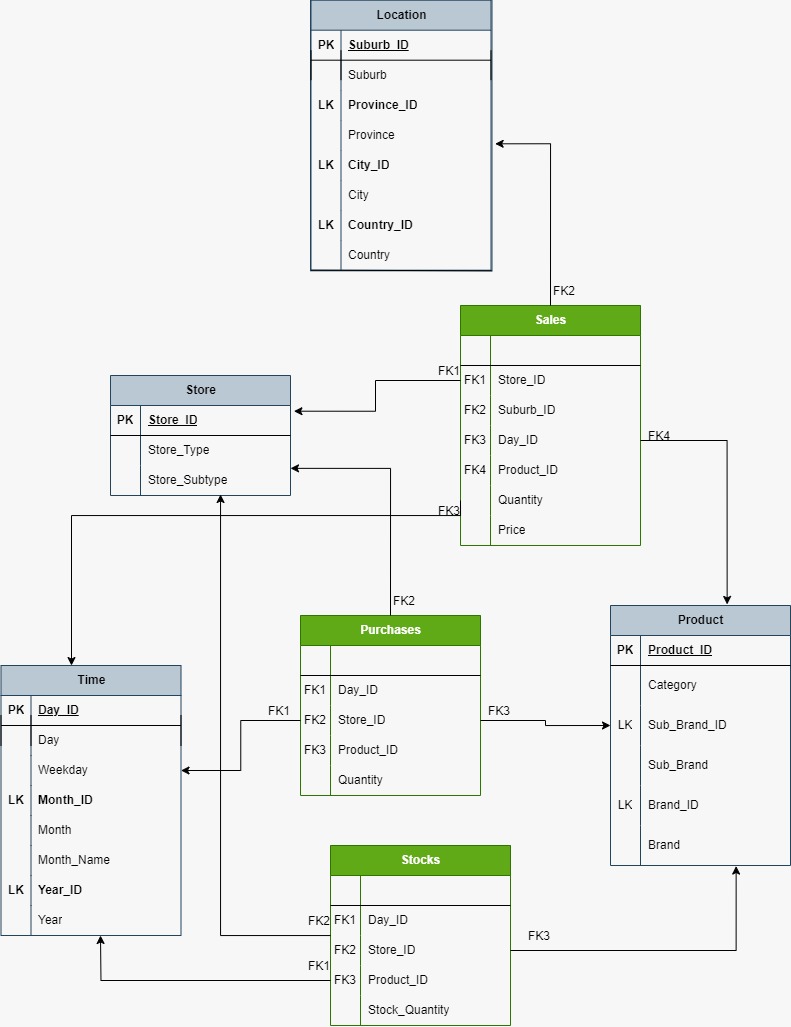 Location
PK Suburb_ID
Suburb
LK Province_ID
Province
LK City_ID
City
LK Country_ID
Country
FK2
Sales
FK1
FK1 Store_ID
FK2 Suburb_ID
FK3 Day_ID
FK4 Product_ID
Quantity
Price
FK4
FK3
Store
PK Store_ID
Store_Type
Store_Subtype
FK2
Purchases
FK1 Day_ID
FK2 Store_ID
FK3 Product_ID
Quantity
FK1
FK3
Product
PK Product_ID
Category
LK Sub_Brand_ID
Sub_Brand
LK Brand_ID
Brand
Time
PK Day_ID
Day
Weekday
LK Month_ID
Month
Month_Name
LK Year_ID
Year
Stocks
FK2
FK1 Day_ID
FK2 Store_ID
FK3 Product_ID
Stock_Quantity
FK1
FK3